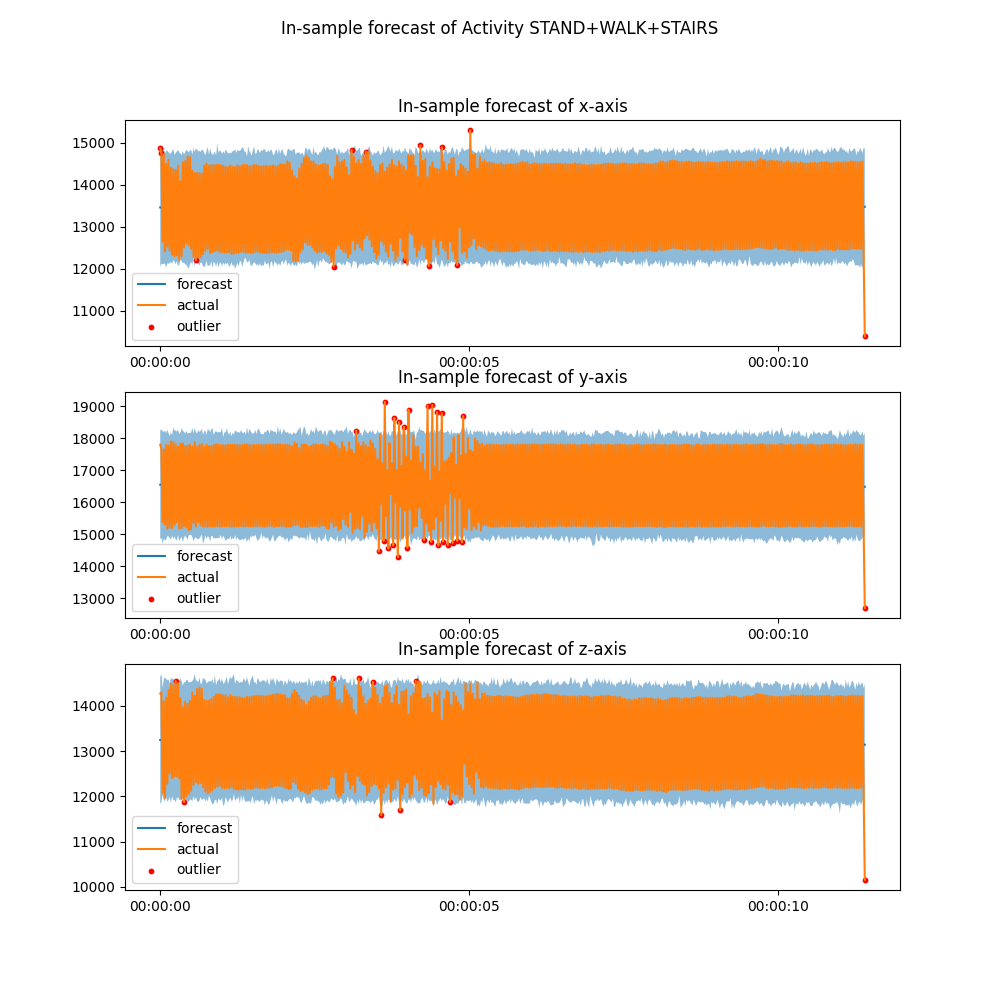 In-sample forecast of Activity STAND+WALK+STAIRS
In-sample forecast of x-axis
15000
14000
13000
12000
11000
forecast
actual
outlier
00:00:00 00:00:05 00:00:10
In-sample forecast of y-axis
19000
18000
17000
16000
15000
14000
13000
forecast
actual
outlier
00:00:00 00:00:05 00:00:10
In-sample forecast of z-axis
14000
13000
12000
11000
10000
forecast
actual
outlier
00:00:00 00:00:05 00:00:10